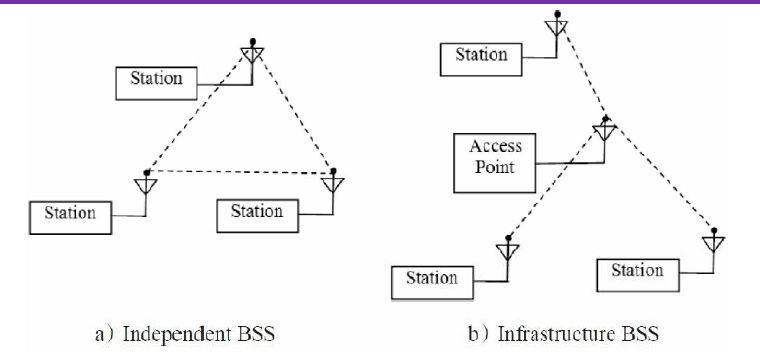 Station
Station
Station
a) Independent BSS
Station
Access
Point
Station
Station
b) Infrastructure BSS